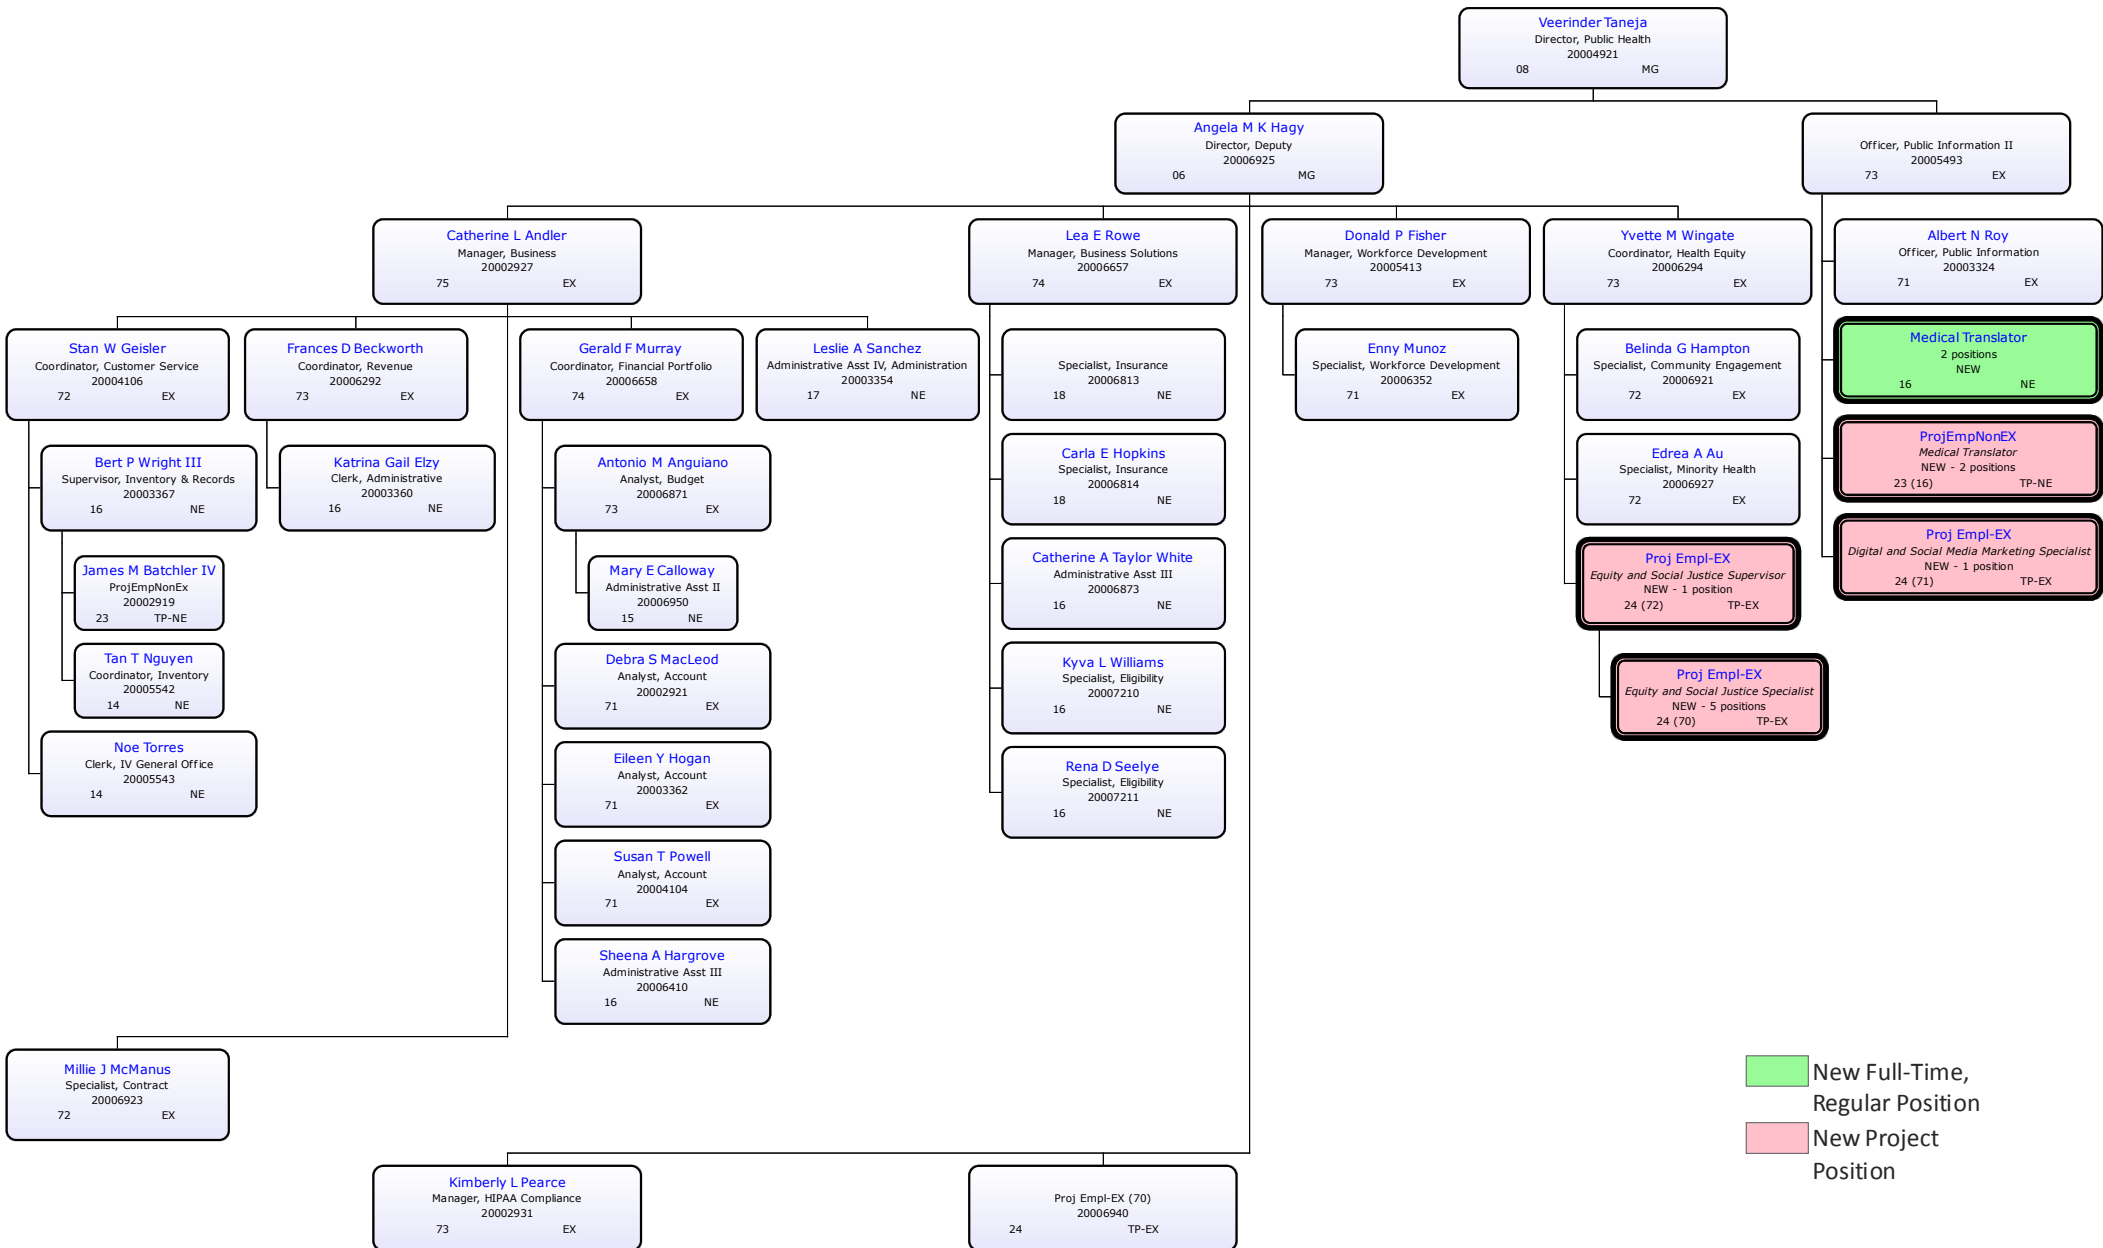 Veerinder Taneja
Director, Public Health
20004921
08 MG
Angela M K Hagy
Director, Deputy
20006925
06 MG
Officer, Public Information II
20005493
73 EX
Catherine L Andler
Manager, Business
20002927
75 EX
Lea E Rowe
Manager, Business Solutions
20006657
74 EX
Donald P Fisher
Manager, Workforce Development
20005413
73 EX
Yvette M Wingate
Coordinator, Health Equity
20006294
73 EX
Albert N Roy
Officer, Public Information
20003324
71 EX
Stan W Geisler
Coordinator, Customer Service
20004106
72 EX
Frances D Beckworth
Coordinator, Revenue
20006292
73 EX
Gerald F Murray
Coordinator, Financial Portfolio
20006658
74 EX
Leslie A Sanchez
Administrative Asst IV, Administration
20003354
17 NE
Specialist, Insurance
20006813
18 NE
Enny Munoz
Specialist, Workforce Development
20006352
71 EX
Belinda G Hampton
Specialist, Community Engagement
20006921
72 EX
Medical Translator
2 positions
NEW
16 NE
Bert P Wright III
Supervisor, Inventory & Records
20003367
16 NE
Katrina Gail Elzy
Clerk, Administrative
20003360
16 NE
Antonio M Anguiano
Analyst, Budget
20006871
73 EX
Carla E Hopkins
Specialist, Insurance
20006814
18 NE
Edrea A Au
Specialist, Minority Health
20006927
72 EX
ProjEmpNonEX
Medical Translator
NEW - 2 positions
23 (16) TP-NE
James M Batchler IV
ProjEmpNonEx
20002919
23 TP-NE
Mary E Calloway
Administrative Asst II
20006950
15 NE
Catherine A Taylor White
Administrative Asst III
20006873
16 NE
Proj Empl-EX
Equity and Social Justice Supervisor
NEW - 1 position
24 (72) TP-EX
Proj Empl-EX
Digital and Social Media Marketing Specialist
NEW - 1 position
24 (71) TP-EX
Tan T Nguyen
Coordinator, Inventory
20005542
14 NE
Debra S MacLeod
Analyst, Account
20002921
71 EX
Kyva L Williams
Specialist, Eligibility
20007210
16 NE
Proj Empl-EX
Equity and Social Justice Specialist
NEW - 5 positions
24 (70) TP-EX
Noe Torres
Clerk, IV General Office
20005543
14 NE
Eileen Y Hogan
Analyst, Account
20003362
71 EX
Rena D Seelye
Specialist, Eligibility
20007211
16 NE
Susan T Powell
Analyst, Account
20004104
71 EX
Sheena A Hargrove
Administrative Asst III
20006410
16 NE
Millie J McManus
Specialist, Contract
20006923
72 EX
New Full-Time,
Regular Position
New Project
Position
Kimberly L Pearce
Manager, HIPAA Compliance
20002931
73 EX
Proj Empl-EX (70)
20006940
24 TP-EX